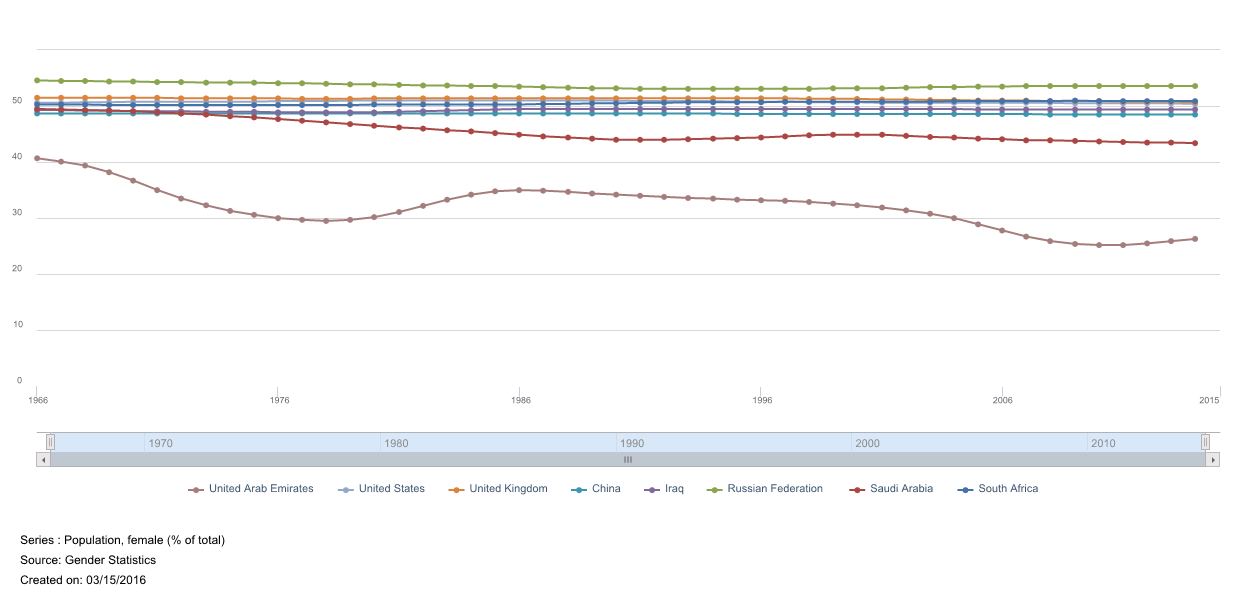 50
40
30
20
10
0
1966 1976 1986 1996 2006 2015
1970 1980 1990 2000 2010
United Arab Emirates United States United Kingdom China Iraq Russian Federation Saudi Arabia South Africa
Series : Population, female (% of total)
Source: Gender Statistics
Created on: 03/15/2016